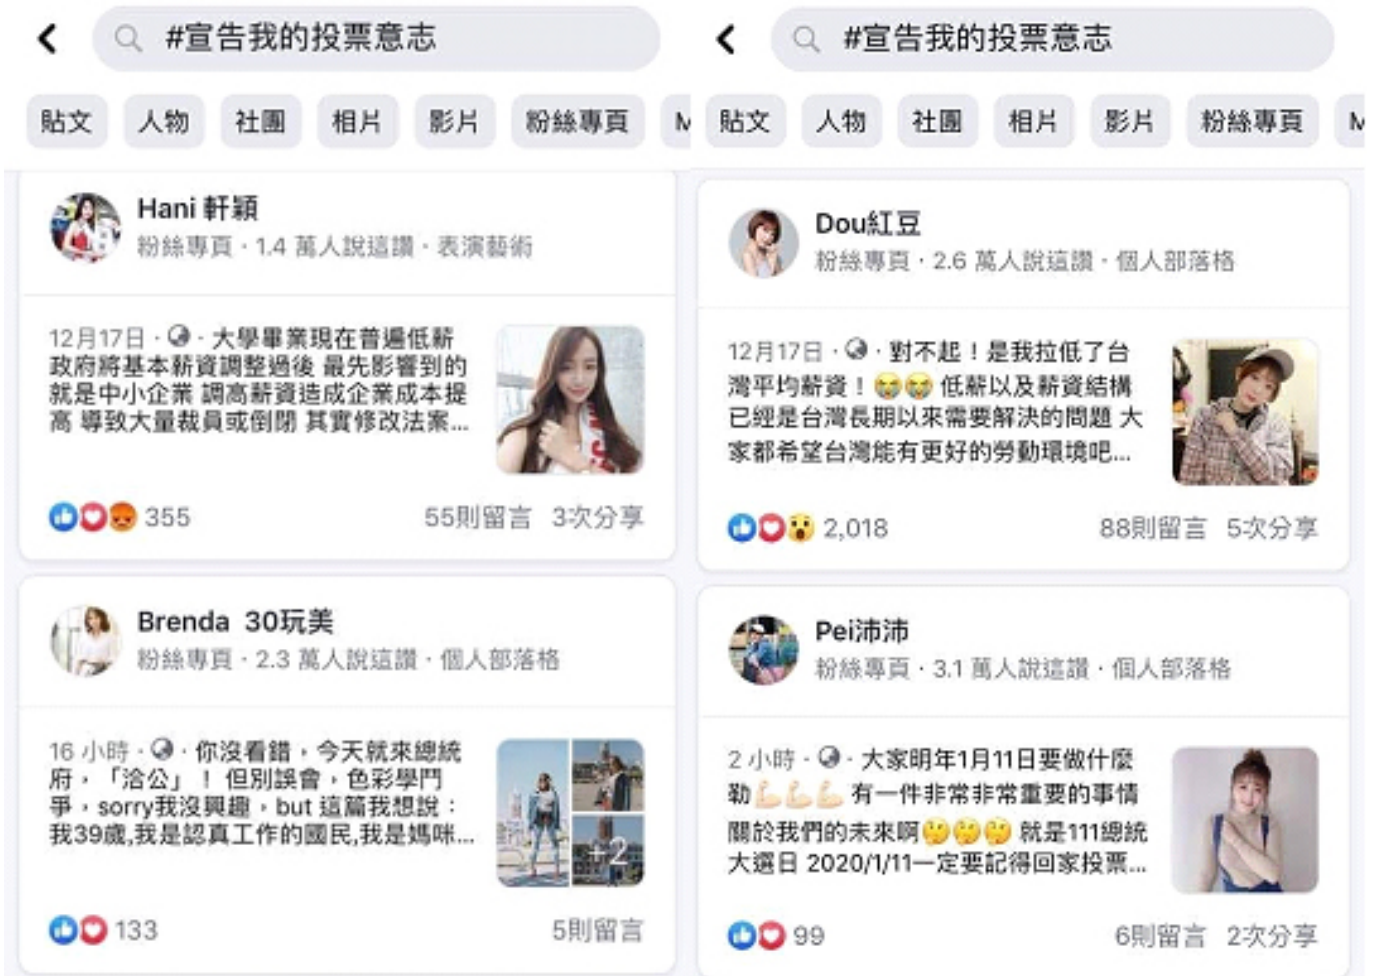 #宣告我的投票意志
貼文 人物 社團 相片 影片 粉絲專頁 M
Hani 軒穎
粉絲專頁 · 1.4 萬人說這讚 · 表演藝術
12月17日 · · 大學畢業現在普遍低薪
政府將基本薪資調整過後 最先影響到的
就是中小企業 調高薪資造成企業成本提
高 導致大量裁員或倒閉 其實修改法案...
355 55則留言 3次分享
Brenda 30玩美
粉絲專頁 · 2.3 萬人說這讚 · 個人部落格
16 小時 · · 你沒看錯，今天就來總統
府，「洽公」！ 但別誤會，色彩學鬥
爭，sorry我沒興趣，but 這篇我想說：
我39歲,我是認真工作的國民,我是媽咪...
+2
133 5則留言
#宣告我的投票意志
貼文 人物 社團 相片 影片 粉絲專頁 M
Dou紅豆
粉絲專頁 · 2.6 萬人說這讚 · 個人部落格
12月17日 · · 對不起！是我拉低了台
灣平均薪資！😭😭 低薪以及薪資結構
已經是台灣長期以來需要解決的問題 大
家都希望台灣能有更好的勞動環境吧...
2,018 88則留言 5次分享
Pei沛沛
粉絲專頁 · 3.1 萬人說這讚 · 個人部落格
2 小時 · · 大家明年1月11日要做什麼
勒💪🏻💪🏻💪🏻 有一件非常非常重要的事情
關於我們的未來啊🤔🤔🤔 就是111總統
大選日 2020/1/11一定要記得回家投票...
99 6則留言 2次分享